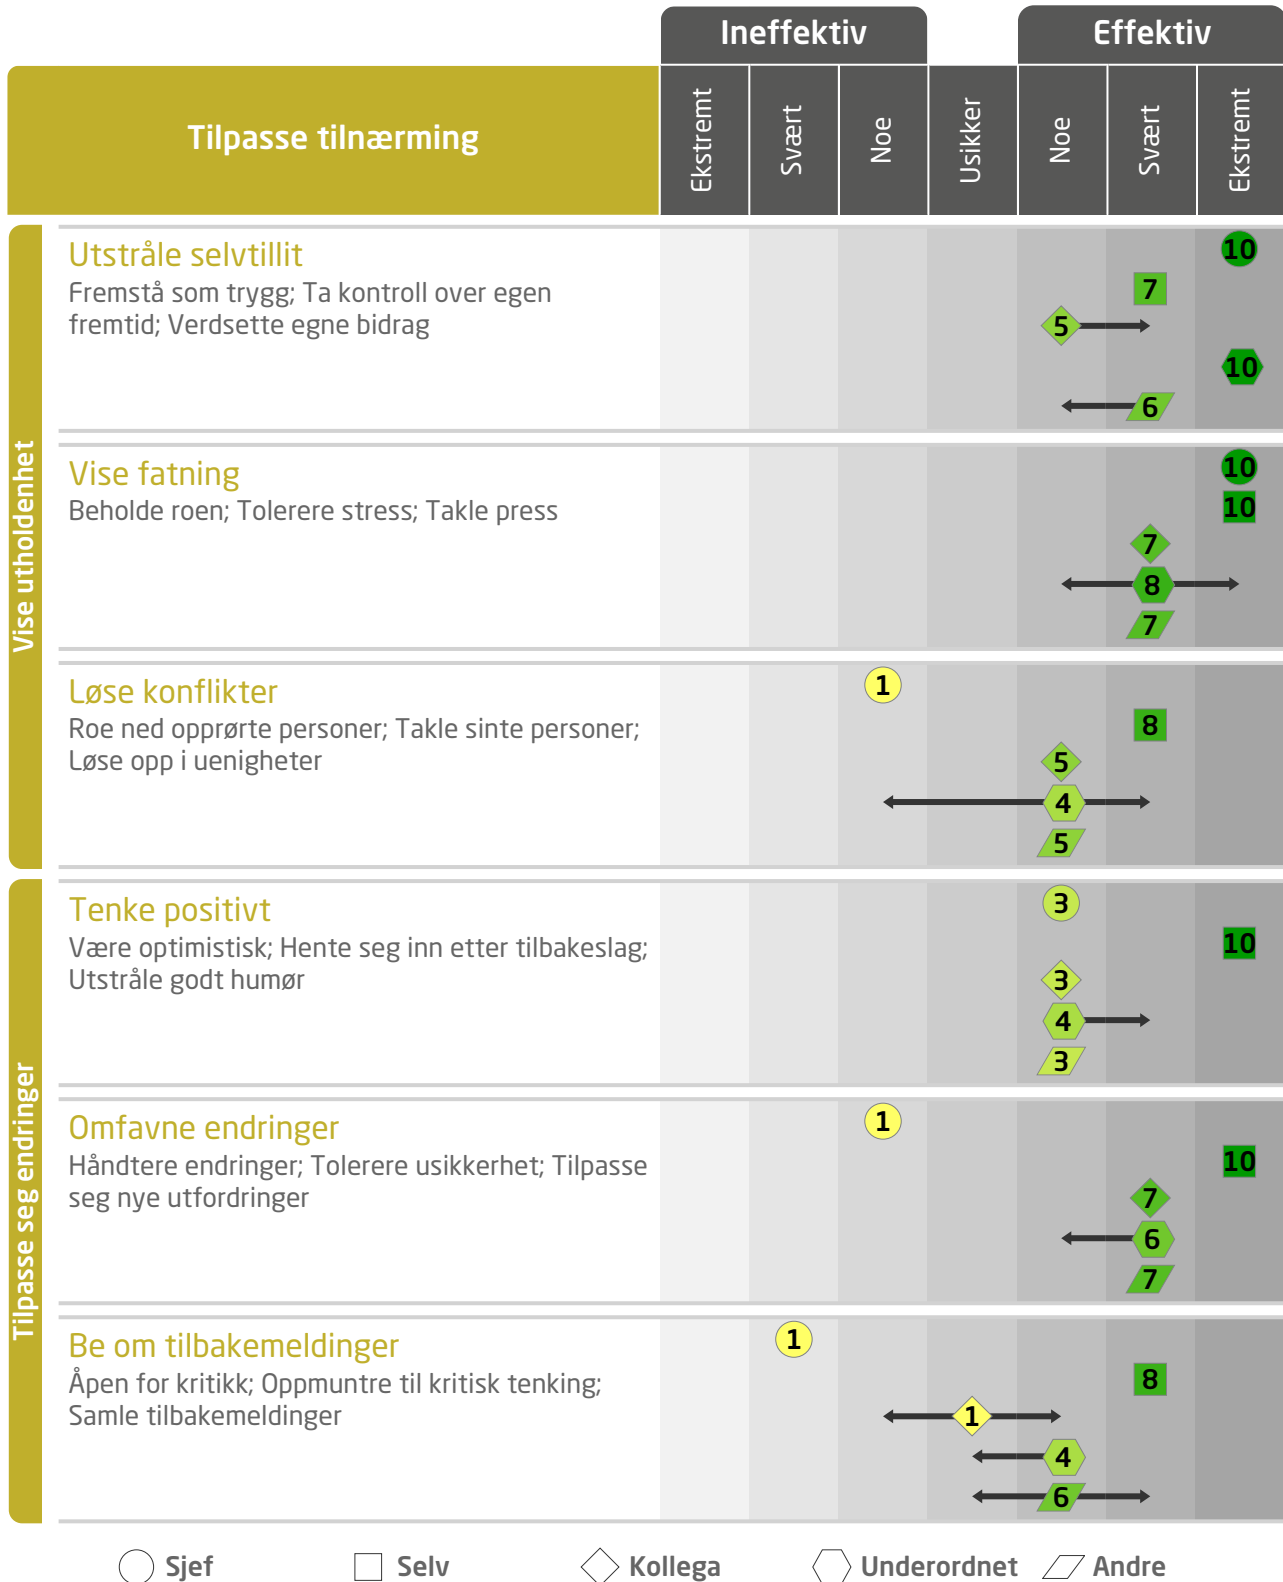 Ineffektiv
Effektiv
Tilpasse tilnærming
Ekstremt
Svært
Noe
Usikker
Noe
Svært
Ekstremt
Vise utholdenhet
Utstråle selvtillit
Fremstå som trygg; Ta kontroll over egen
fremtid; Verdsette egne bidrag
10
7
5
10
6
Vise fatning
Beholde roen; Tolerere stress; Takle press
10
10
7
8
7
Løse konflikter
Roe ned opprørte personer; Takle sinte personer;
Løse opp i uenigheter
1
8
5
4
5
Tilpasse seg endringer
Tenke positivt
Være optimistisk; Hente seg inn etter tilbakeslag;
Utstråle godt humør
3
10
3
4
3
Omfavne endringer
Håndtere endringer; Tolerere usikkerhet; Tilpasse
seg nye utfordringer
1
10
7
6
7
Be om tilbakemeldinger
Åpen for kritikk; Oppmuntre til kritisk tenking;
Samle tilbakemeldinger
1
8
1
4
6
Sjef
Selv
Kollega
Underordnet
Andre